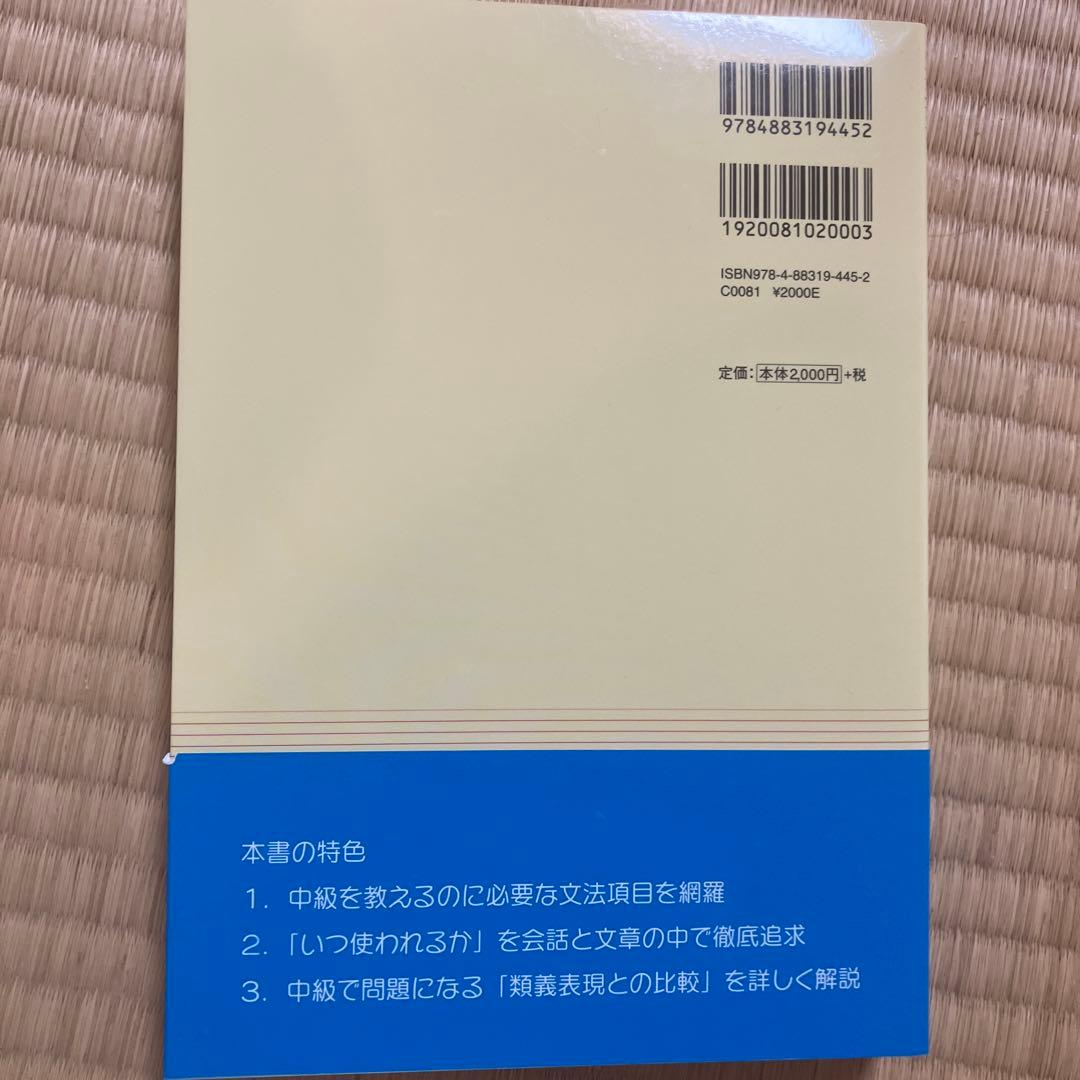 9784883194452
1920081020003
ISBN978-4-88319-445-2
C0081 ¥2000E
定価：本体2,000円+税
本書の特色
1. 中級を教えるのに必要な文法項目を網羅
2. 「いつ使われるか」を会話と文章の中で徹底追求
3. 中級で問題になる「類義表現との比較」を詳しく解説